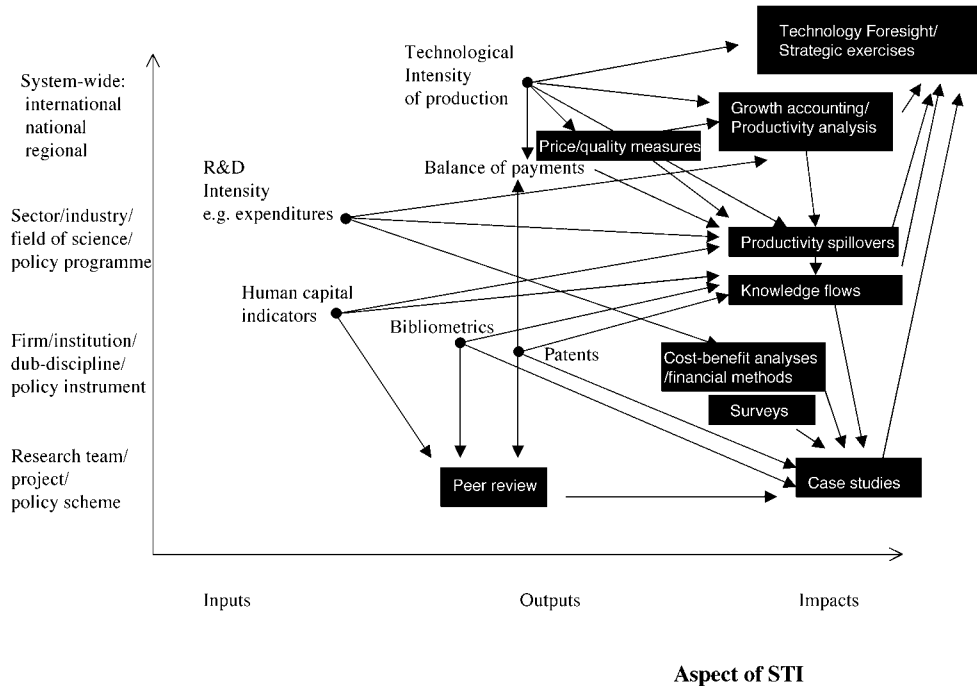 Technology Foresight/
Strategic exercises
Technological
Intensity
of production
System-wide:
international
national
regional
Growth accounting/
Productivity analysis
Price/quality measures
Balance of payments
R&D
Intensity
e.g. expenditures
Sector/industry/
field of science/
policy programme
Productivity spillovers
Knowledge flows
Human capital
indicators
Bibliometrics
Patents
Firm/institution/
dub-discipline/
policy instrument
Cost-benefit analyses
/financial methods
Surveys
Research team/
project/
policy scheme
Peer review
Case studies
Inputs
Outputs
Impacts
Aspect of STI